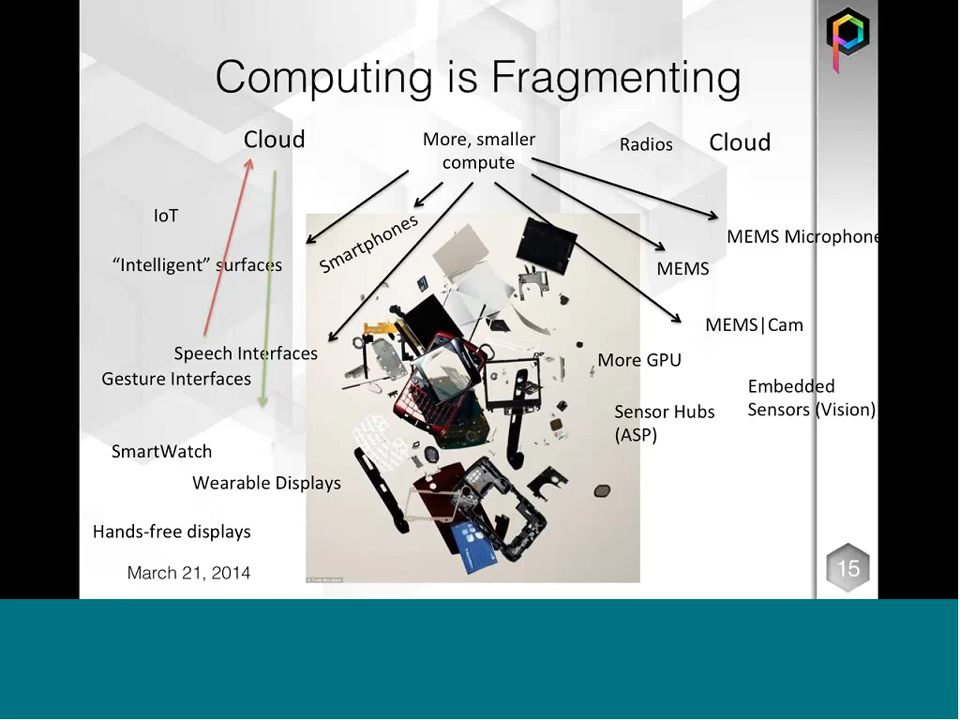 Computing is Fragmenting
Cloud
More, smaller
compute
Radios
Cloud
IoT
Smartphones
MEMS Microphone
"Intelligent" surfaces
MEMS
MEMS|Cam
Speech Interfaces
More GPU
Gesture Interfaces
Embedded
Sensors (Vision)
Sensor Hubs
(ASP)
SmartWatch
Wearable Displays
Hands-free displays
March 21, 2014
15